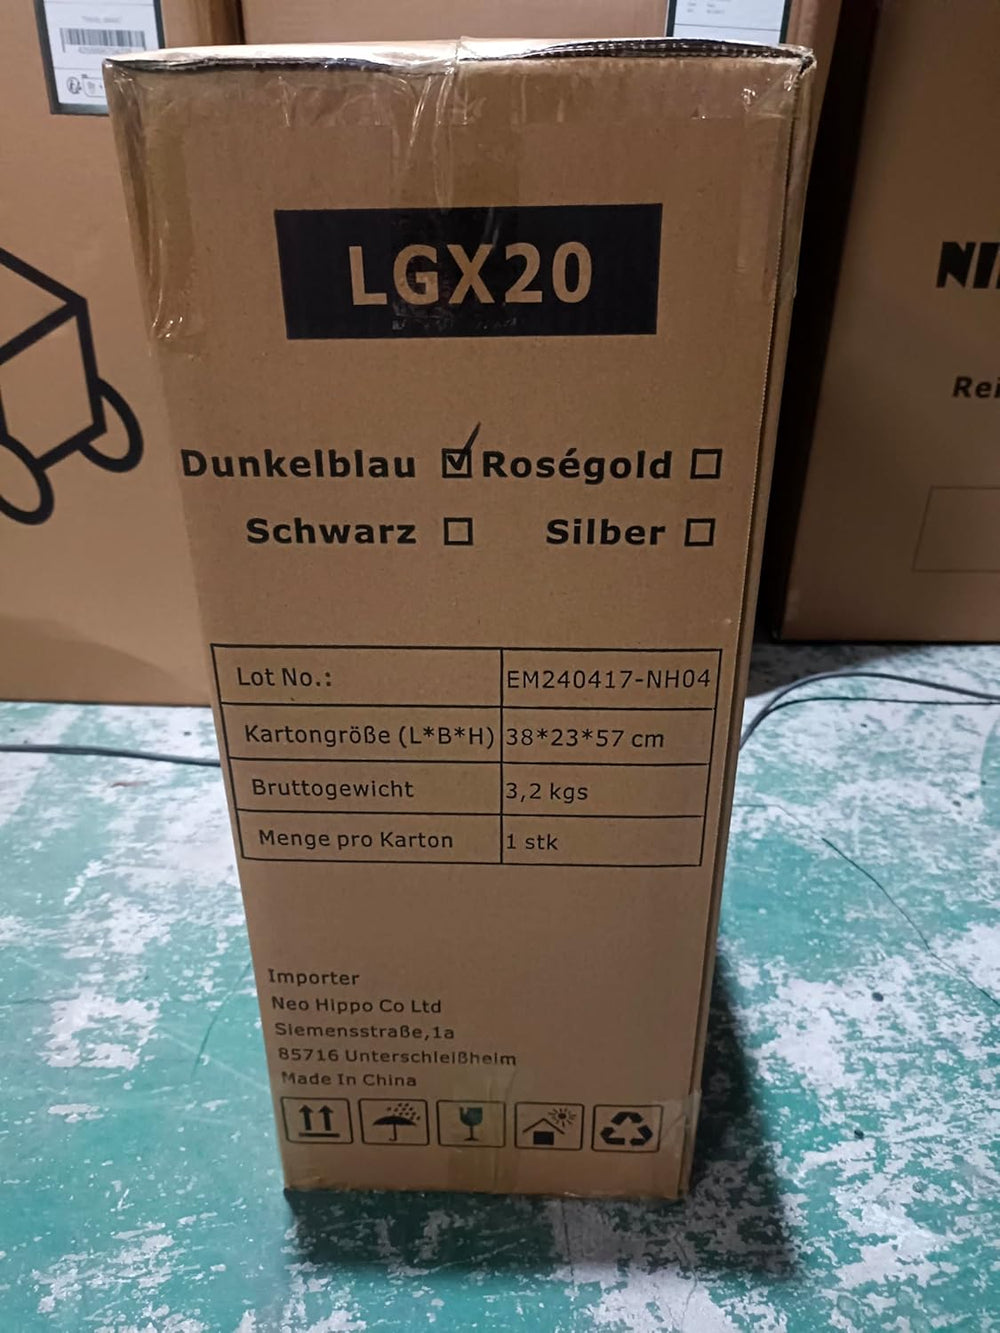 LGX20
Dunkelblau Roségold
Schwarz Silber
Lot No.: EM240417-NH04
Kartongröße (L*B*H) 38*23*57 cm
Bruttogewicht 3,2 kgs
Menge pro Karton 1 stk
Importer
Neo Hippo Co Ltd
Siemensstraße,1a
85716 Unterschleißheim
Made In China